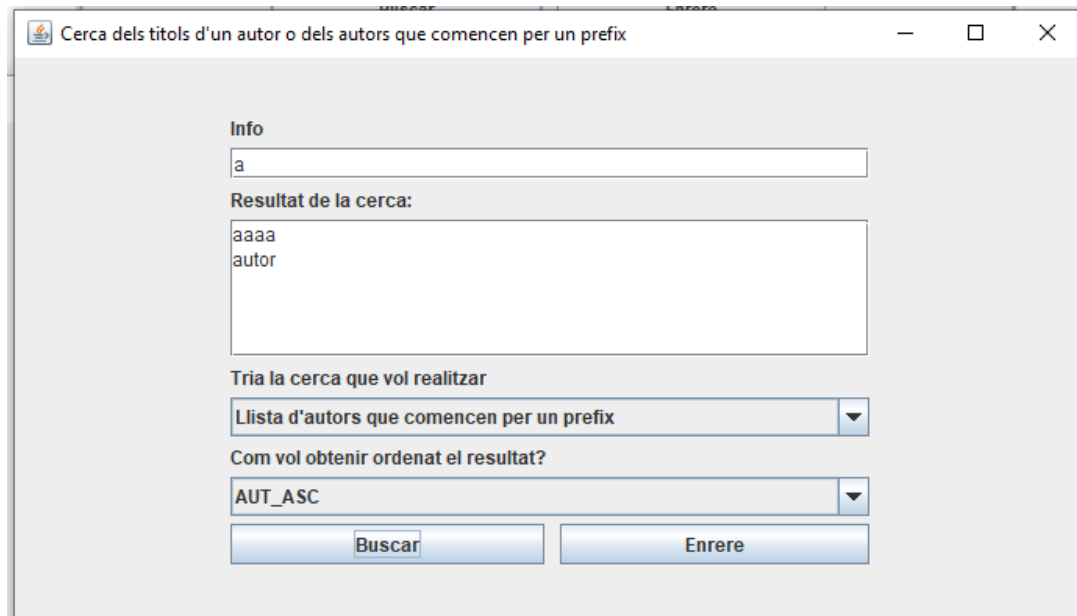 Cerca dels titols d'un autor o dels autors que comencen per un prefix
Info
a
Resultat de la cerca:
aaaa
autor
Tria la cerca que vol realitzar
Llista d'autors que comencen per un prefix
Com vol obtenir ordenat el resultat?
AUT_ASC
Buscar Enrere